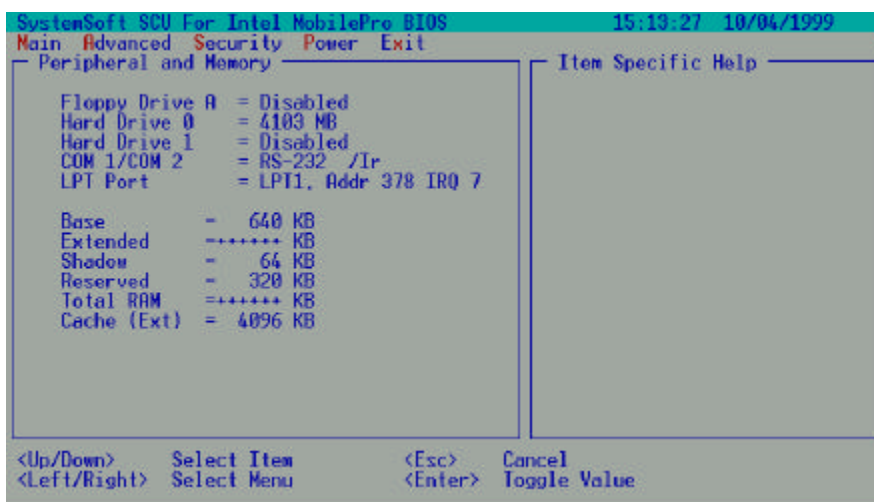 SystemSoft SCU For Intel MobilePro BIOS 15:13:27 10/04/1999
Main Advanced Security Power Exit
Peripheral and Memory
Floppy Drive A = Disabled
Hard Drive 0 = 4103 MB
Hard Drive 1 = Disabled
COM 1/COM 2 = RS-232 /Ir
LPT Port = LPT1, Addr 378 IRQ 7
Base = 640 KB
Extended =++++++ KB
Shadow = 64 KB
Reserved = 320 KB
Total RAM =++++++ KB
Cache (Ext) = 4096 KB
Item Specific Help
<Up/Down> Select Item <Esc> Cancel
<Left/Right> Select Menu <Enter> Toggle Value